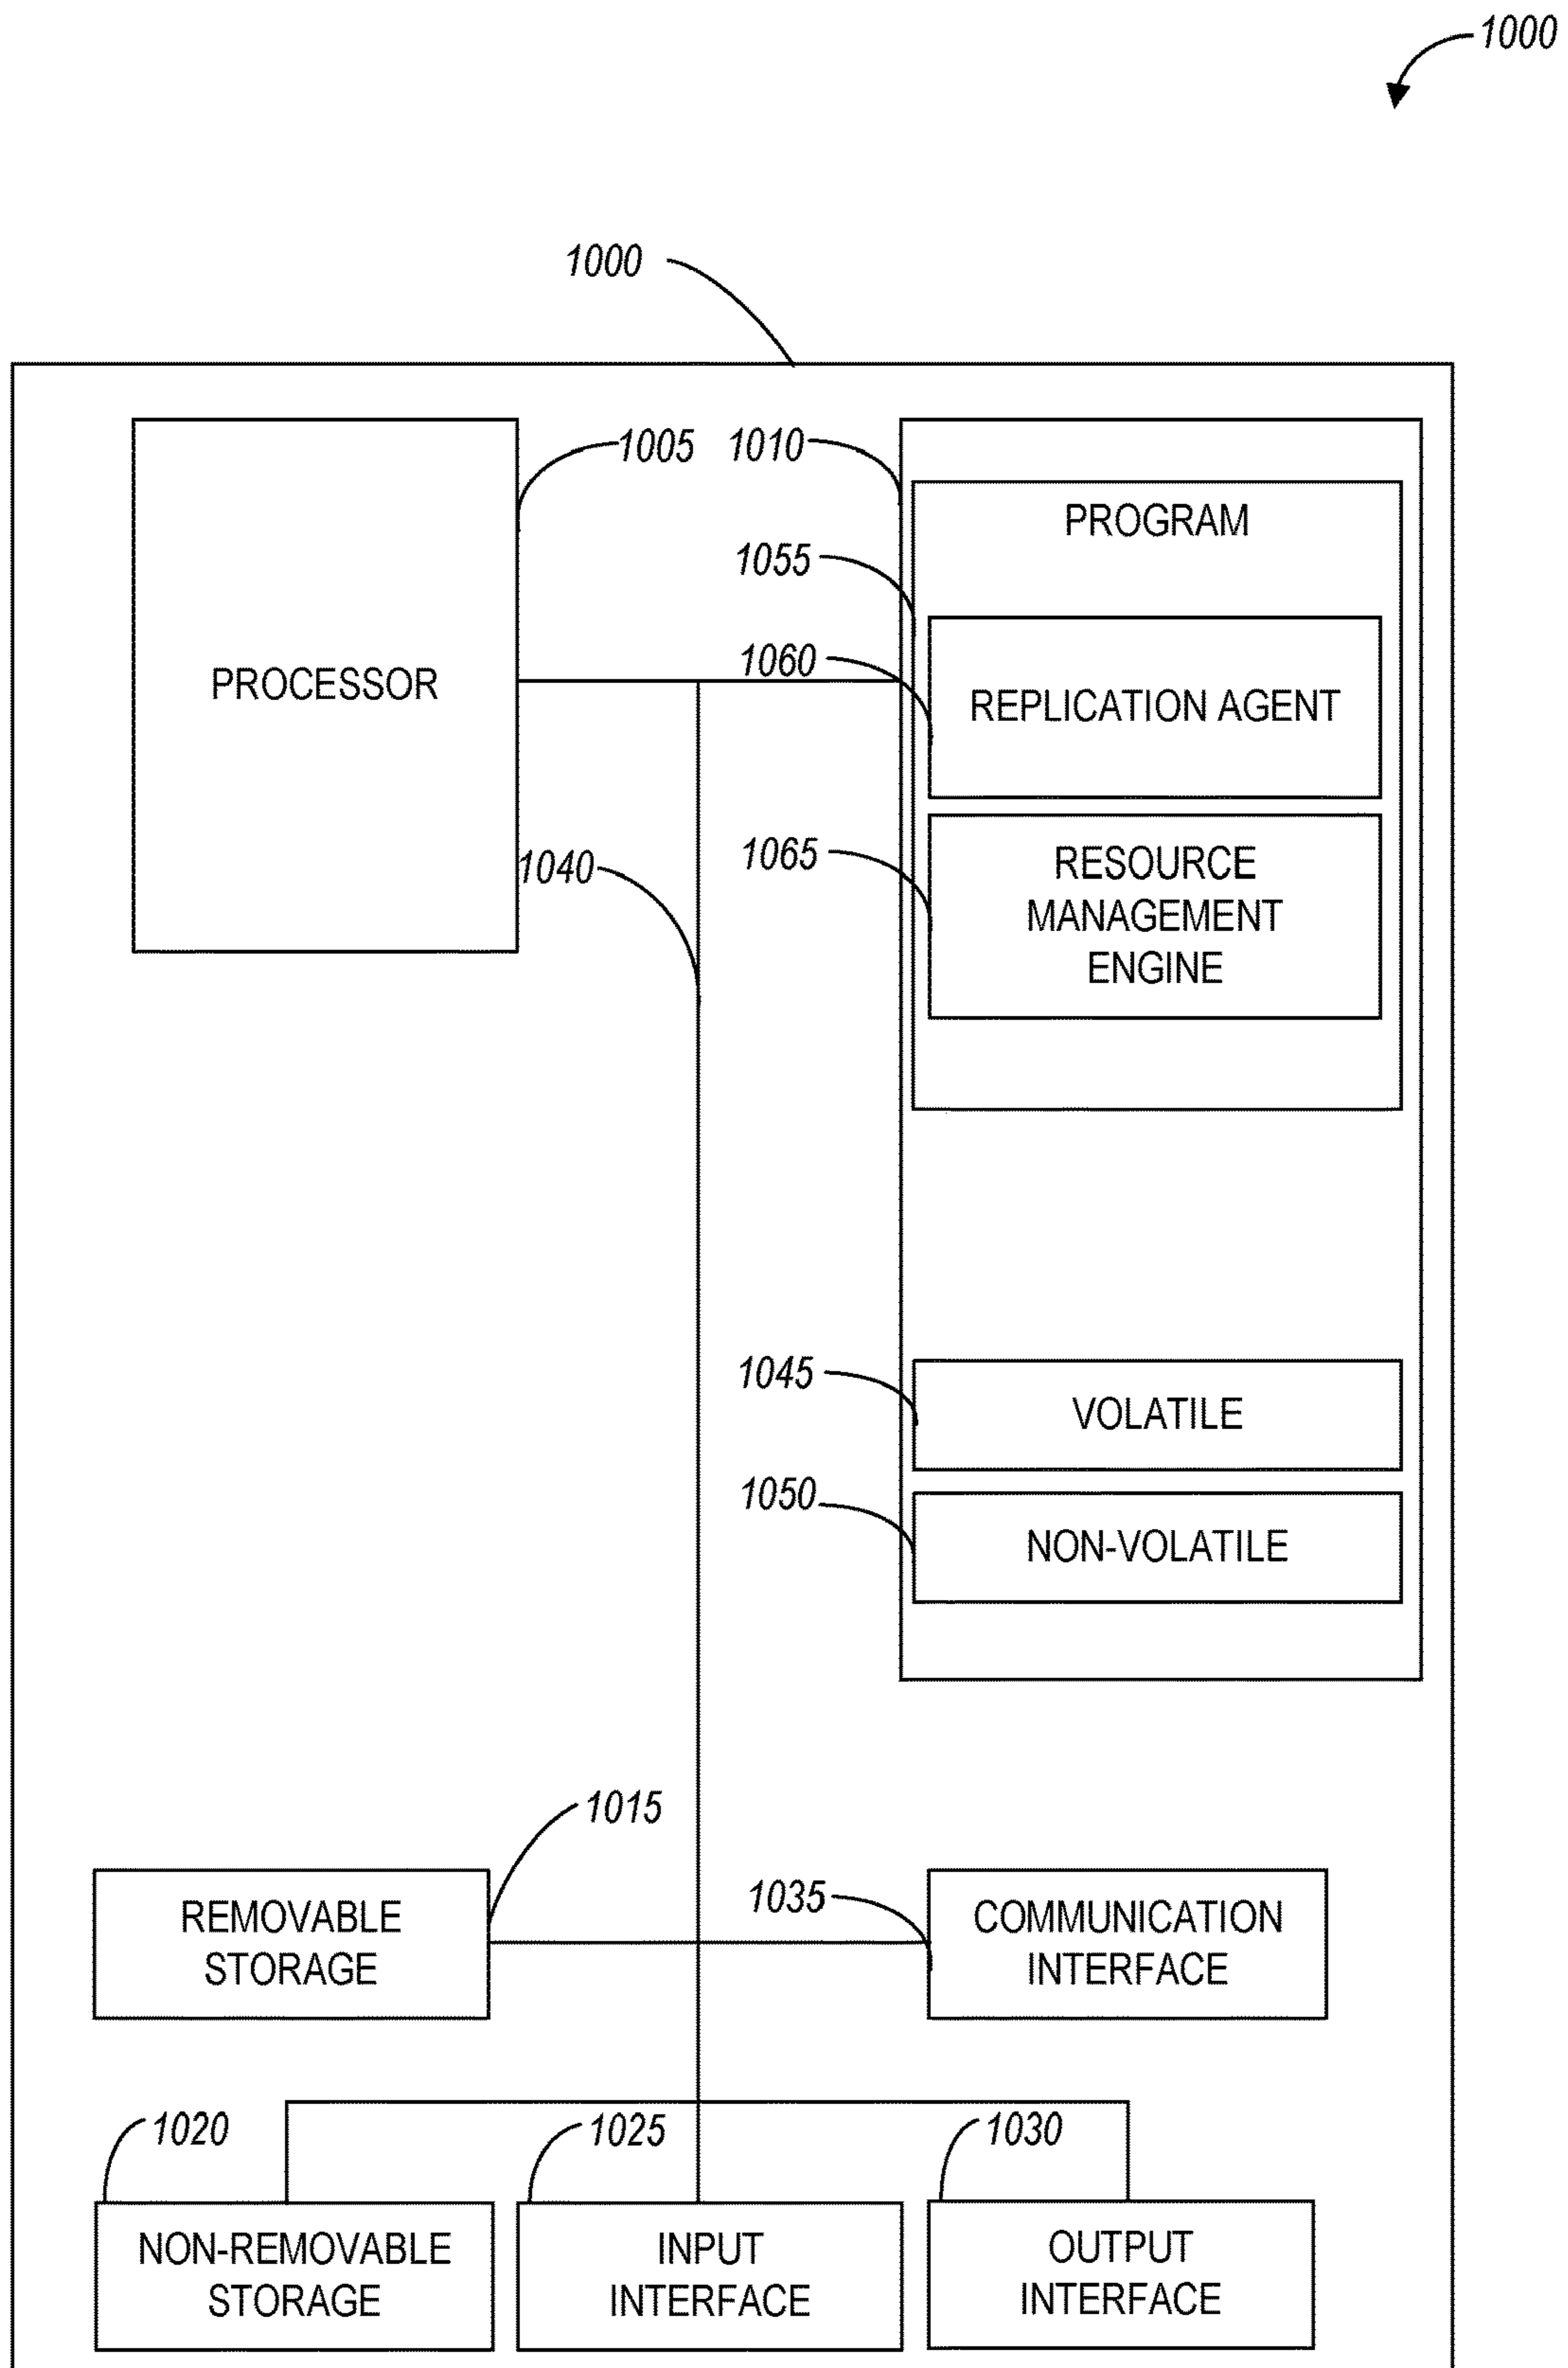 1000
1000
PROCESSOR
1005
1010
PROGRAM
1055
1060
REPLICATION AGENT
1040
1065
RESOURCE
MANAGEMENT
ENGINE
1045
VOLATILE
1050
NON-VOLATILE
1015
REMOVABLE
STORAGE
1035
COMMUNICATION
INTERFACE
1020
NON-REMOVABLE
STORAGE
1025
INPUT
INTERFACE
1030
OUTPUT
INTERFACE